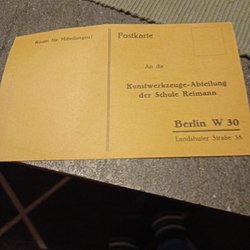 Raum für Mitteilungen!
Postkarte
An die
Kunstwerkzeuge-Abteilung
der Schule Reimann
Berlin W 30
Landshuter Straße 38